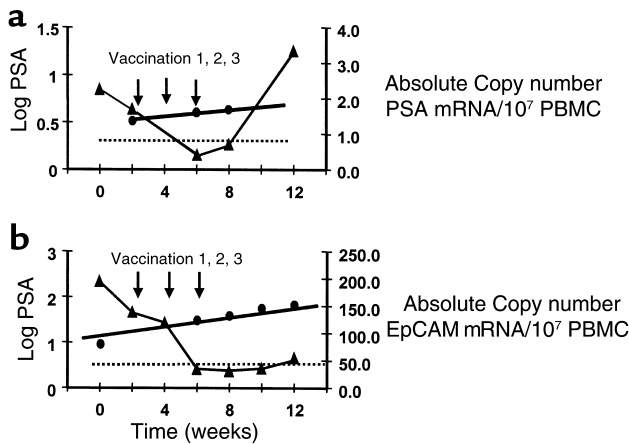 a
Vaccination 1, 2, 3
Log PSA
1.5
1
0.5
0
4.0
3.0
2.0
1.0
0.0
0 4 8 12
Absolute Copy number
PSA mRNA/10⁷ PBMC
b
Vaccination 1, 2, 3
Log PSA
3
2
1
0
250.0
200.0
150.0
100.0
50.0
0.0
0 4 8 12
Time (weeks)
Absolute Copy number
EpCAM mRNA/10⁷ PBMC